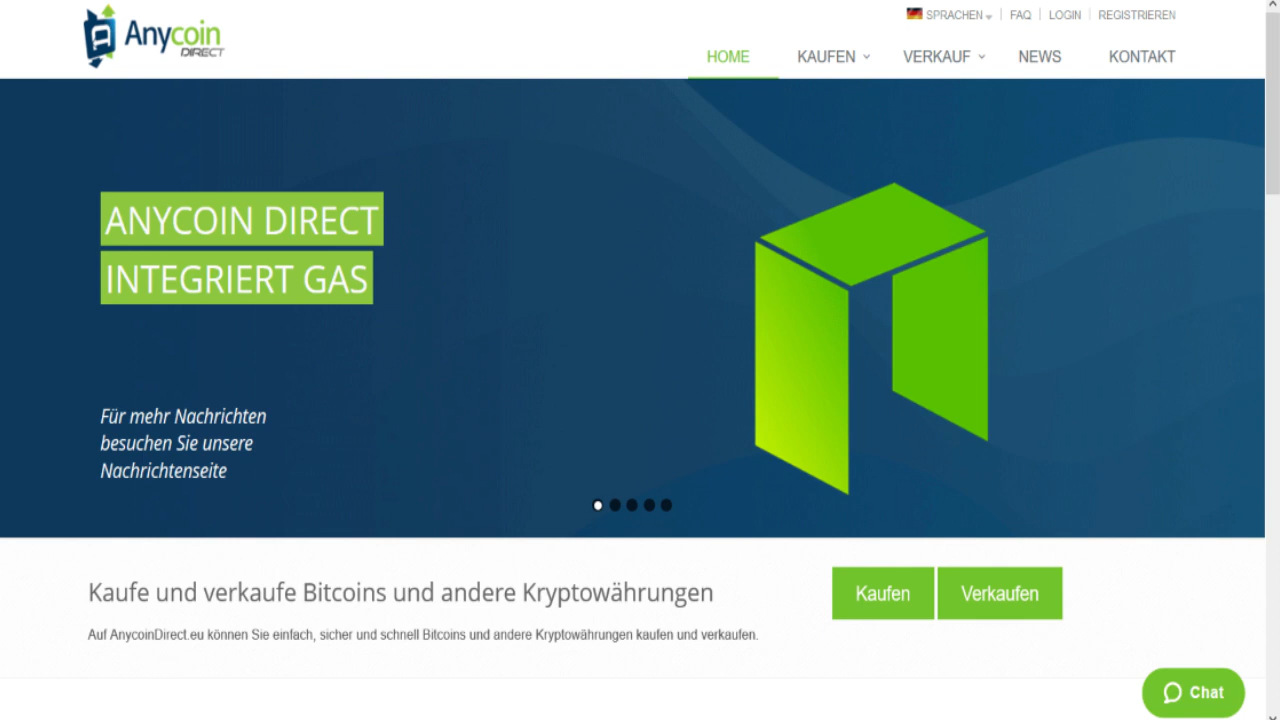 Anycoin
DIRECT
SPRACHEN
FAQ
LOGIN
REGISTRIEREN
HOME
KAUFEN
VERKAUF
NEWS
KONTAKT
ANYCOIN DIRECT
INTEGRIERT GAS
Für mehr Nachrichten
besuchen Sie unsere
Nachrichtenseite
Kaufe und verkaufe Bitcoins und andere Kryptowährungen
Kaufen
Verkaufen
Auf AnycoinDirect.eu können Sie einfach, sicher und schnell Bitcoins und andere Kryptowährungen kaufen und verkaufen.
Chat